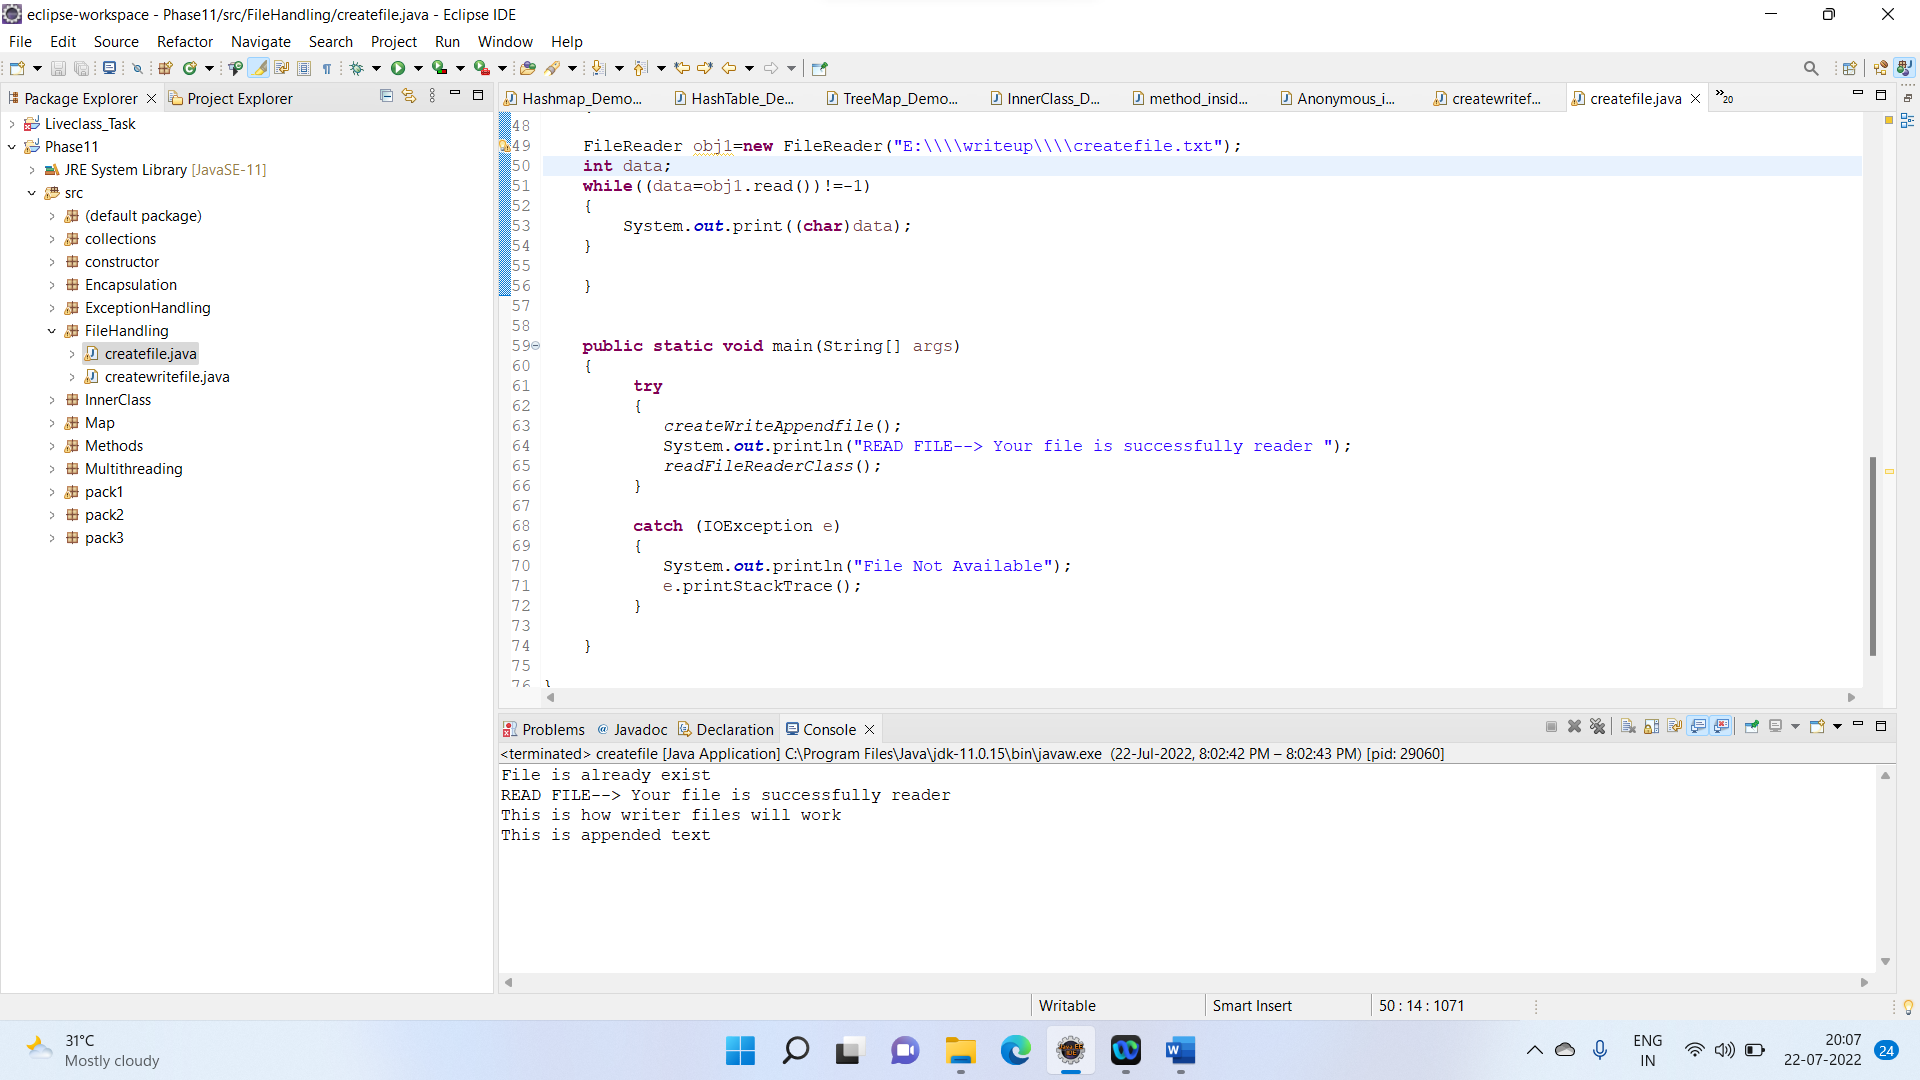 eclipse-workspace - Phase11/src/FileHandling/createfile.java - Eclipse IDE
File Edit Source Refactor Navigate Search Project Run Window Help
Package Explorer Project Explorer
Liveclass_Task
Phase11
JRE System Library [JavaSE-11]
src
(default package)
collections
constructor
Encapsulation
ExceptionHandling
FileHandling
createfile.java
createwritefile.java
InnerClass
Map
Methods
Multithreading
pack1
pack2
pack3
Hashmap_Demo... HashTable_De... TreeMap_Demo... InnerClass_D... method_insid... Anonymous_i... createwritef... createfile.java »20
48
49 FileReader obj1=new FileReader("E:\\\\writeup\\\\createfile.txt");
50 int data;
51 while((data=obj1.read())!=-1)
52 {
53 System.out.print((char)data);
54 }
55
56 }
57
58
59 public static void main(String[] args)
60 {
61 try
62 {
63 createWriteAppendfile();
64 System.out.println("READ FILE--> Your file is successfully reader ");
65 readFileReaderClass();
66 }
67
68 catch (IOException e)
69 {
70 System.out.println("File Not Available");
71 e.printStackTrace();
72 }
73
74 }
75
76 }
Problems @ Javadoc Declaration Console
<terminated> createfile [Java Application] C:\Program Files\Java\jdk-11.0.15\bin\javaw.exe (22-Jul-2022, 8:02:42 PM – 8:02:43 PM) [pid: 29060]
File is already exist
READ FILE--> Your file is successfully reader
This is how writer files will work
This is appended text
Writable Smart Insert 50 : 14 : 1071
31°C
Mostly cloudy
ENG
IN
20:07
22-07-2022
24